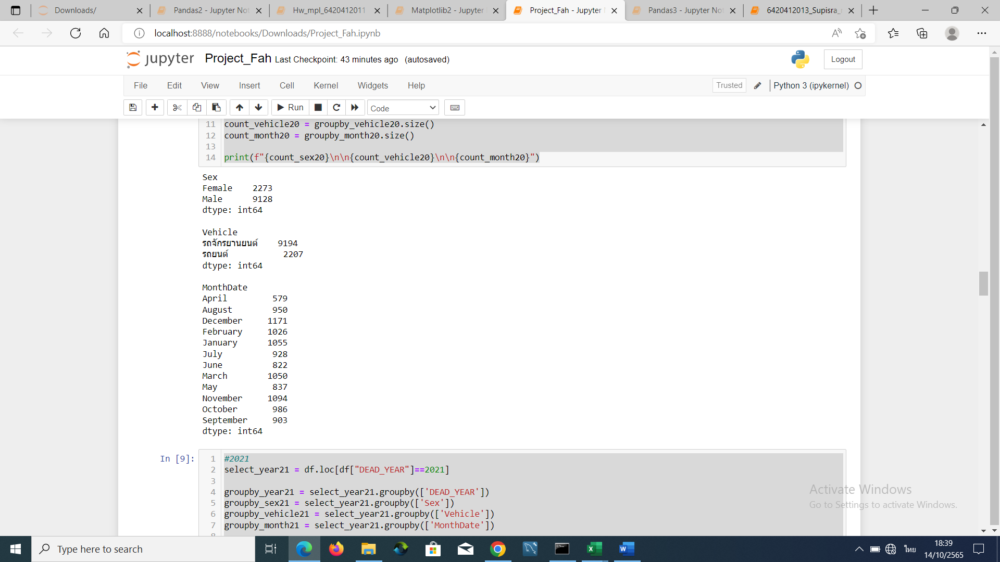 Downloads/
Pandas2 - Jupyter Not
Hw_mpl_6420412011
Matplotlib2 - Jupyter
Project_Fah - Jupyter
Pandas3 - Jupyter No
6420412013_Supisra_
localhost:8888/notebooks/Downloads/Project_Fah.ipynb
jupyter Project_Fah Last Checkpoint: 43 minutes ago (autosaved)
Logout
File Edit View Insert Cell Kernel Widgets Help
Trusted
Python 3 (ipykernel)
Run
Code
11 count_vehicle20 = groupby_vehicle20.size()
12 count_month20 = groupby_month20.size()
13
14 print(f"{count_sex20}\n\n{count_vehicle20}\n\n{count_month20}")
Sex
Female 2273
Male 9128
dtype: int64
Vehicle
รถจักรยานยนต์ 9194
รถยนต์ 2207
dtype: int64
MonthDate
April 579
August 950
December 1171
February 1026
January 1055
July 928
June 822
March 1050
May 837
November 1094
October 986
September 903
dtype: int64
In [9]:
1 #2021
2 select_year21 = df.loc[df["DEAD_YEAR"]==2021]
3
4 groupby_year21 = select_year21.groupby(['DEAD_YEAR'])
5 groupby_sex21 = select_year21.groupby(['Sex'])
6 groupby_vehicle21 = select_year21.groupby(['Vehicle'])
7 groupby_month21 = select_year21.groupby(['MonthDate'])
Activate Windows
Go to Settings to activate Windows.
Type here to search
ไทย
18:39
14/10/2565